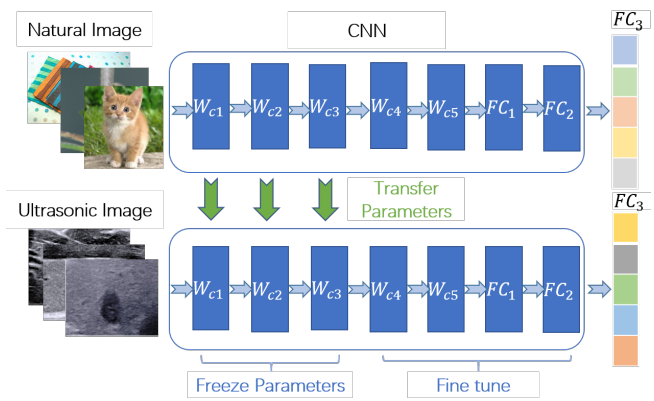 Natural Image
CNN
FC3
Wc1 Wc2 Wc3 Wc4 Wc5 FC1 FC2
Transfer
Parameters
Ultrasonic Image
FC3
Wc1 Wc2 Wc3 Wc4 Wc5 FC1 FC2
Freeze Parameters
Fine tune